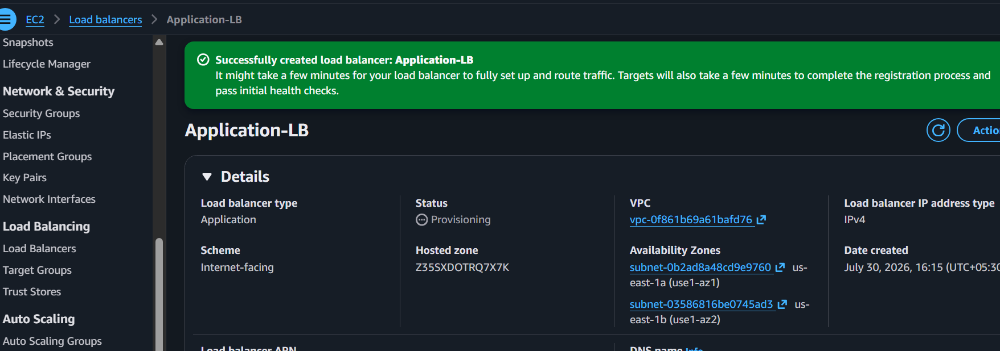 EC2 > Load balancers > Application-LB
Snapshots
Lifecycle Manager
Network & Security
Security Groups
Elastic IPs
Placement Groups
Key Pairs
Network Interfaces
Load Balancing
Load Balancers
Target Groups
Trust Stores
Auto Scaling
Auto Scaling Groups
Successfully created load balancer: Application-LB
It might take a few minutes for your load balancer to fully set up and route traffic. Targets will also take a few minutes to complete the registration process and
pass initial health checks.
Application-LB
Actio
Details
Load balancer type
Application
Scheme
Internet-facing
Status
Provisioning
Hosted zone
Z35SXDOTRQ7X7K
VPC
vpc-0f861b69a61bafd76
Availability Zones
subnet-0b2ad8a48cd9e9760 us-
east-1a (use1-az1)
subnet-03586816be0745ad3 us-
east-1b (use1-az2)
Load balancer IP address type
IPv4
Date created
July 30, 2026, 16:15 (UTC+05:30
Load balancer ARN
DNS name Info